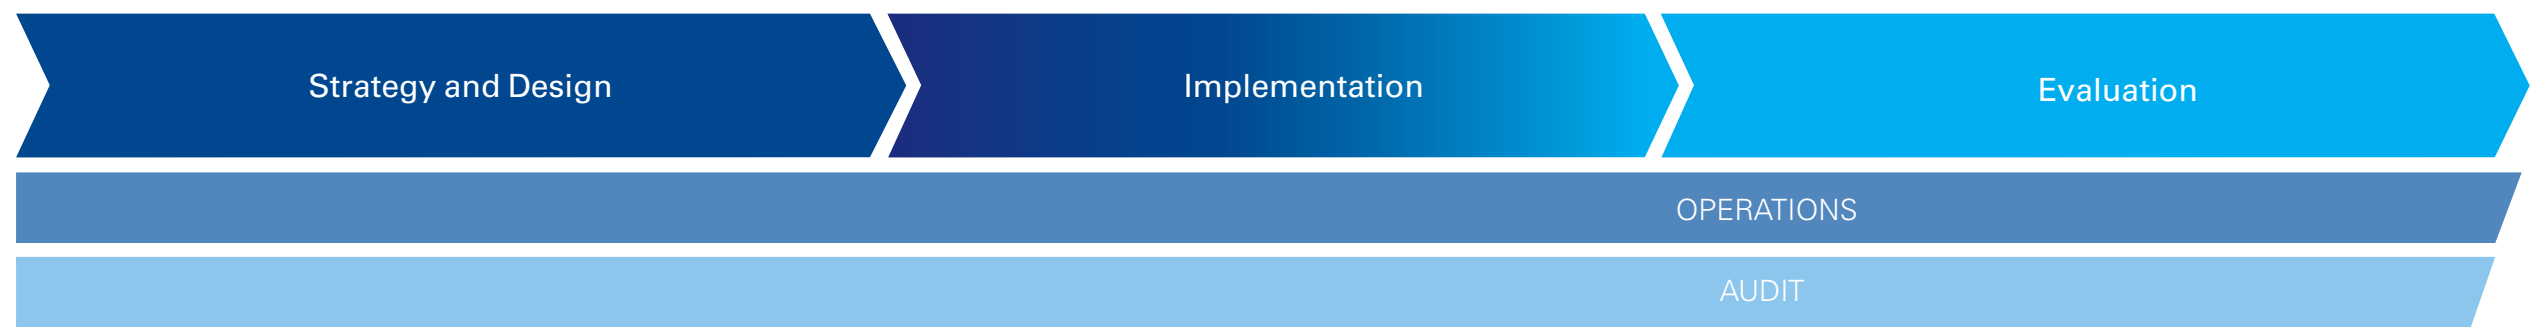 Strategy and Design
Implementation
Evaluation
OPERATIONS
AUDIT